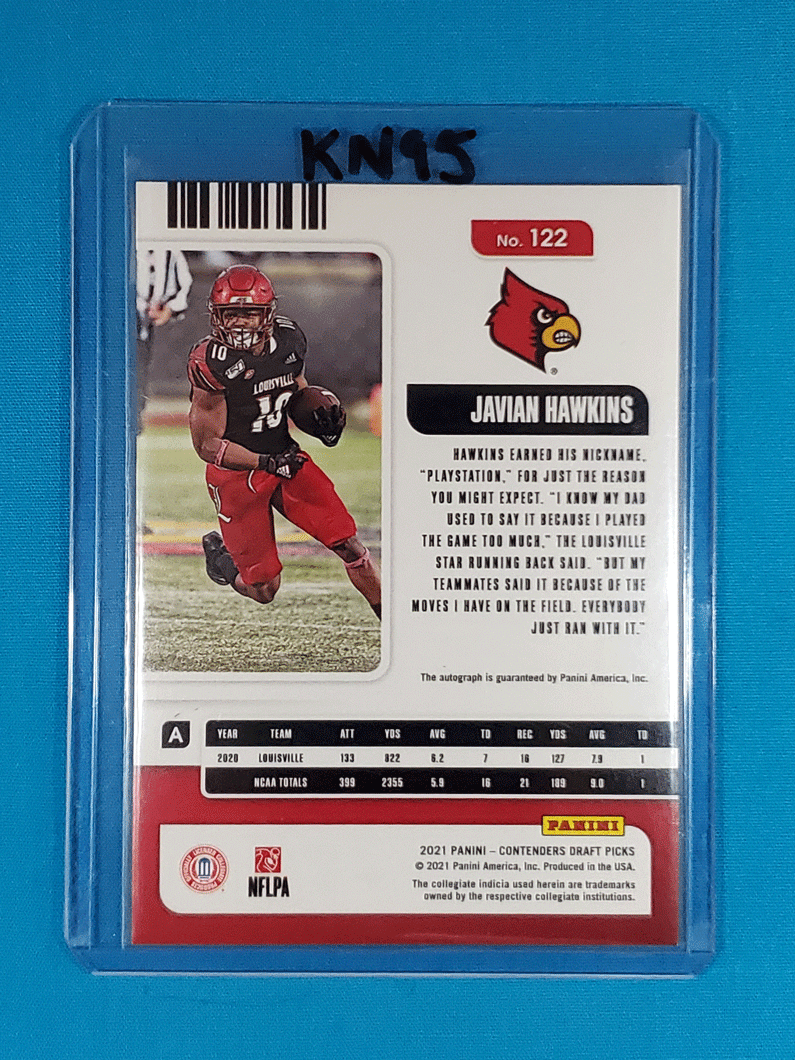 KN95
No. 122
10
LOUISVILLE
10
®
JAVIAN HAWKINS
HAWKINS EARNED HIS NICKNAME,
"PLAYSTATION," FOR JUST THE REASON
YOU MIGHT EXPECT. "I KNOW MY DAD
USED TO SAY IT BECAUSE I PLAYED
THE GAME TOO MUCH," THE LOUISVILLE
STAR RUNNING BACK SAID. "BUT MY
TEAMMATES SAID IT BECAUSE OF THE
MOVES I HAVE ON THE FIELD. EVERYBODY
JUST RAN WITH IT."
The autograph is guaranteed by Panini America, Inc.
A
YEAR TEAM ATT YDS AVG TD REC YDS AVG TD
2020 LOUISVILLE 133 822 6.2 7 16 127 7.9 1
NCAA TOTALS 399 2355 5.9 16 21 189 9.0 1
PANINI
OFFICIALLY LICENSED COLLEGIATE PRODUCTS
NFLPA
2021 PANINI – CONTENDERS DRAFT PICKS
© 2021 Panini America, Inc. Produced in the USA.
The collegiate indicia used herein are trademarks
owned by the respective collegiate institutions.